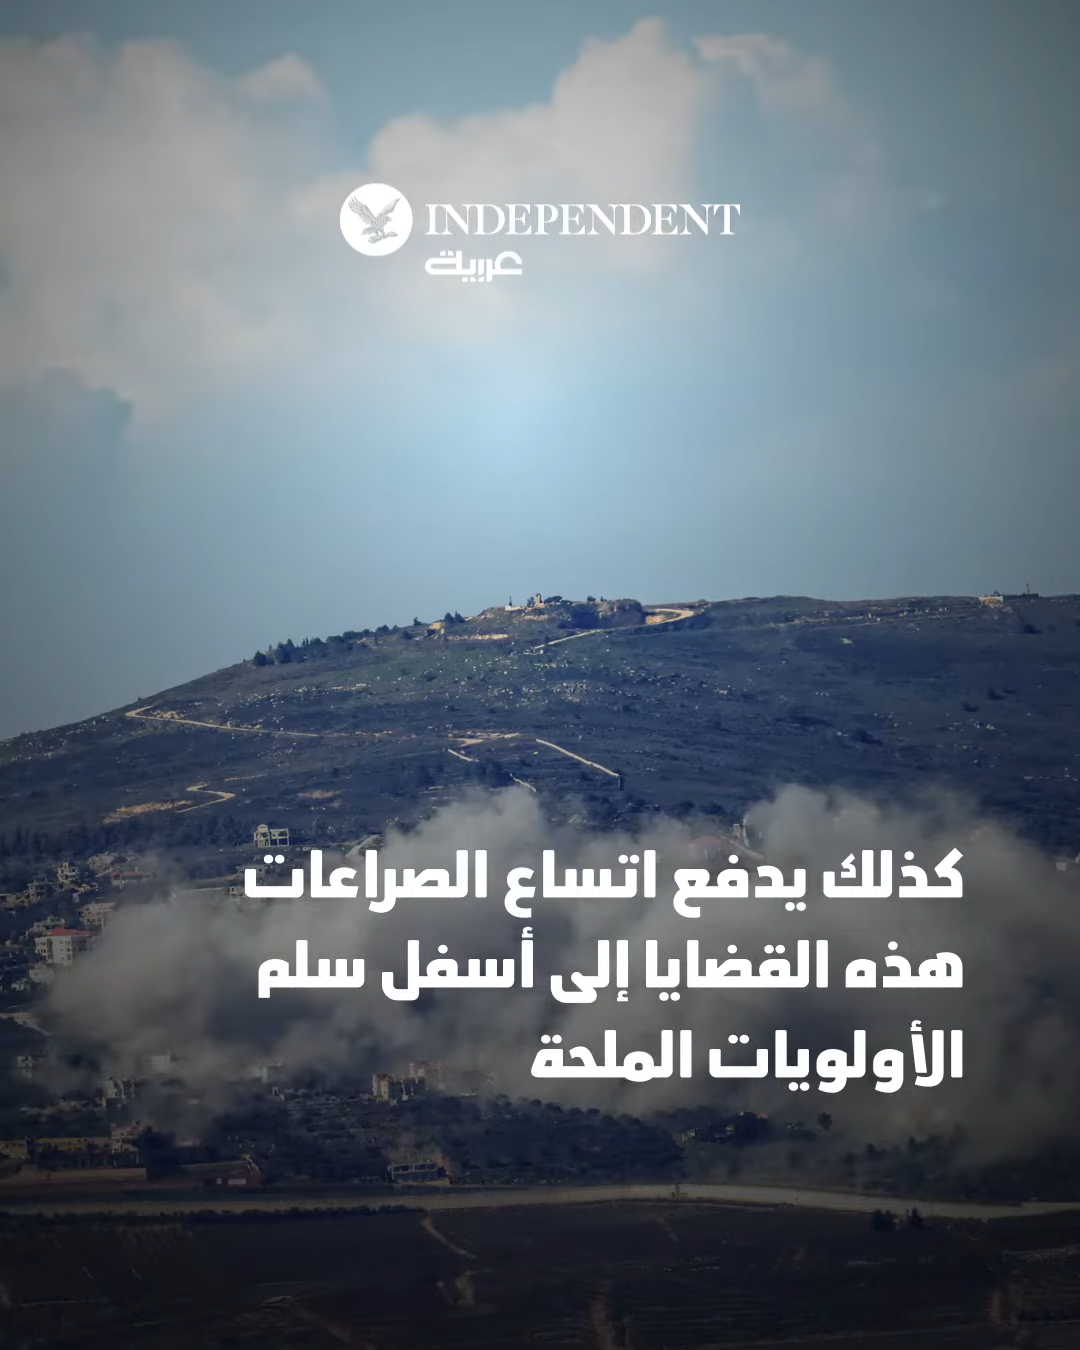 INDEPENDENT
عربية
كذلك يدفع اتساع الصراعات
هذه القضايا إلى أسفل سلم
الأولويات الملحة